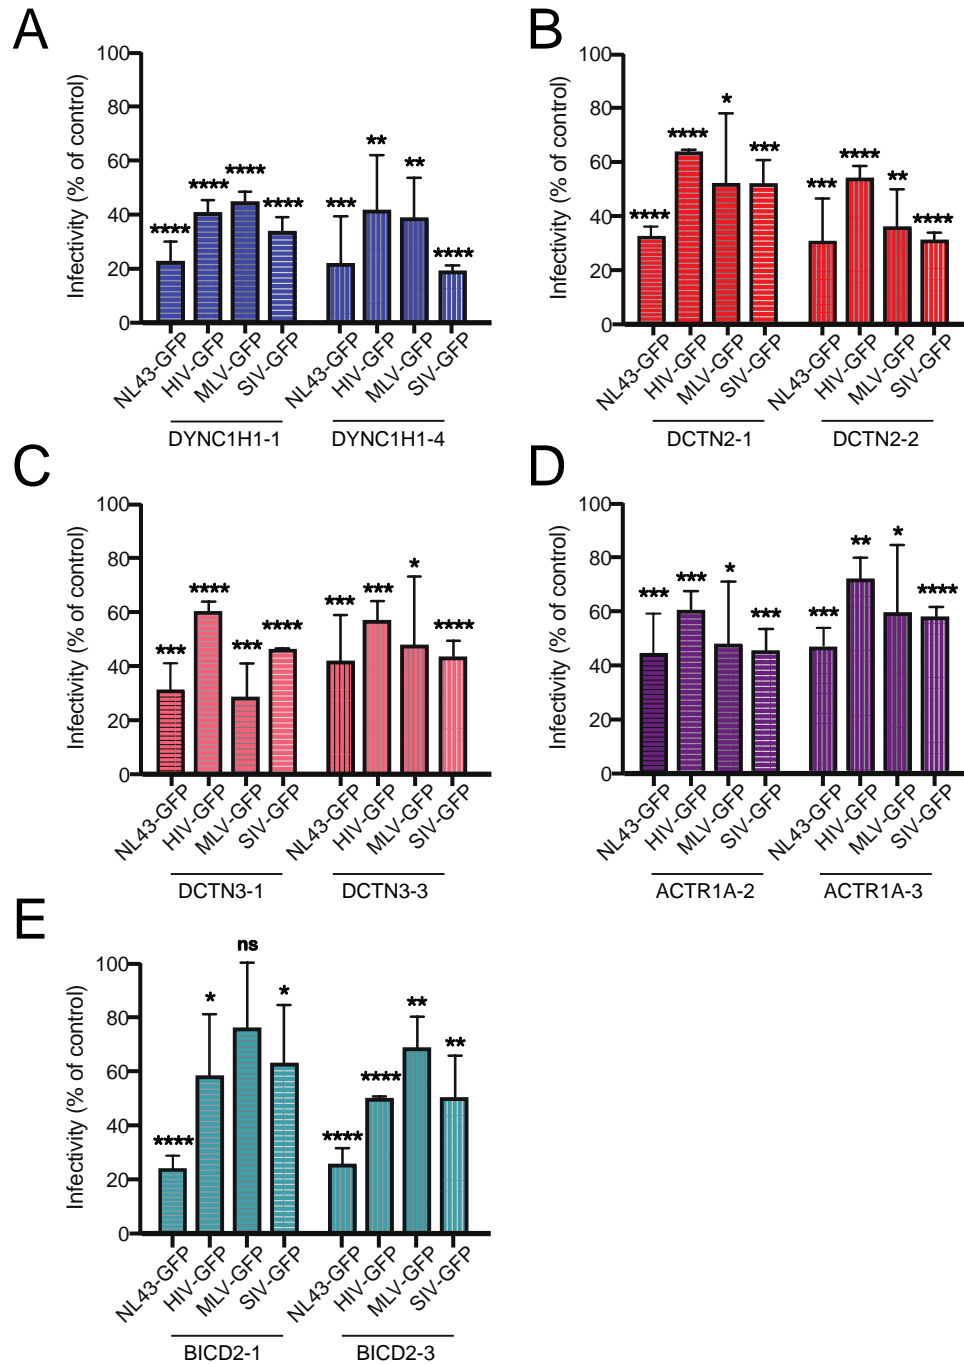 A
Infectivity (% of control)
100
80
60
40
20
0
**** **** **** **** *** ** ** ****
NL43-GFP HIV-GFP MLV-GFP SIV-GFP NL43-GFP HIV-GFP MLV-GFP SIV-GFP
DYNC1H1-1 DYNC1H1-4
B
Infectivity (% of control)
100
80
60
40
20
0
**** **** * *** *** **** ** ****
NL43-GFP HIV-GFP MLV-GFP SIV-GFP NL43-GFP HIV-GFP MLV-GFP SIV-GFP
DCTN2-1 DCTN2-2
C
Infectivity (% of control)
100
80
60
40
20
0
*** **** *** **** *** *** * ****
NL43-GFP HIV-GFP MLV-GFP SIV-GFP NL43-GFP HIV-GFP MLV-GFP SIV-GFP
DCTN3-1 DCTN3-3
D
Infectivity (% of control)
100
80
60
40
20
0
*** *** * *** *** ** * ****
NL43-GFP HIV-GFP MLV-GFP SIV-GFP NL43-GFP HIV-GFP MLV-GFP SIV-GFP
ACTR1A-2 ACTR1A-3
E
Infectivity (% of control)
100
80
60
40
20
0
**** * ns * **** **** ** **
NL43-GFP HIV-GFP MLV-GFP SIV-GFP NL43-GFP HIV-GFP MLV-GFP SIV-GFP
BICD2-1 BICD2-3